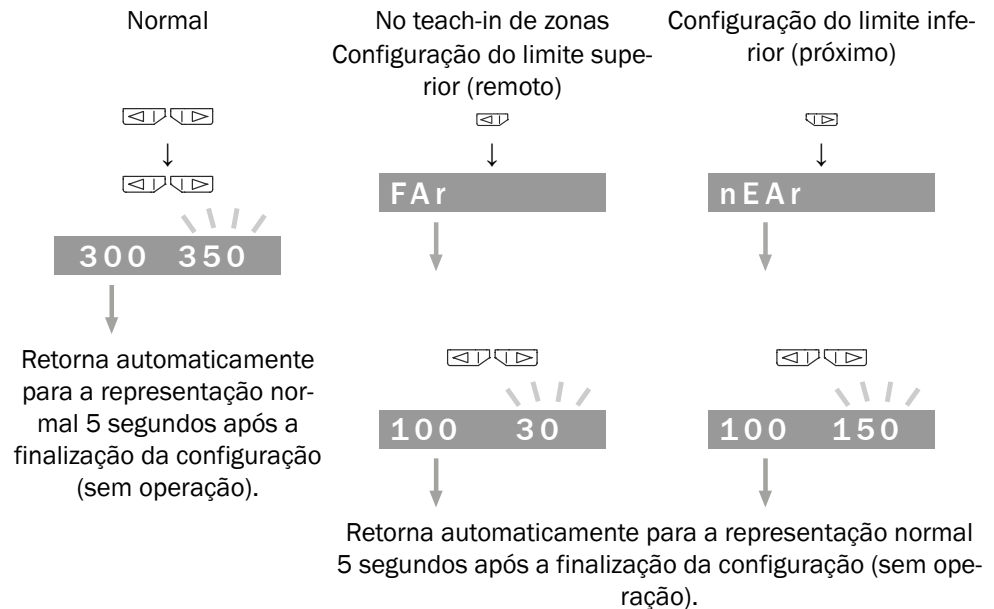 Normal
300 350
Retorna automaticamente
para a representação nor-
mal 5 segundos após a
finalização da configuração
(sem operação).
No teach-in de zonas
Configuração do limite supe-
rior (remoto)
FAr
100 30
Configuração do limite infe-
rior (próximo)
nEAr
100 150
Retorna automaticamente para a representação normal
5 segundos após a finalização da configuração (sem ope-
ração).